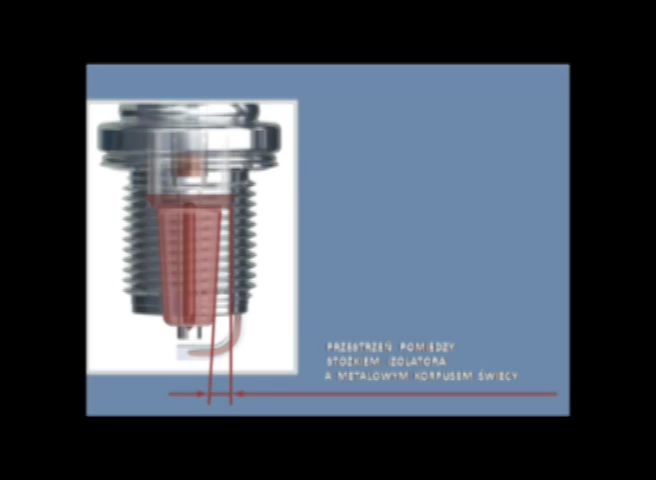 PRZESTRZEŃ POMIĘDZY
STOŻKIEM IZOLATORA
A METALOWYM KORPUSEM ŚWIECY